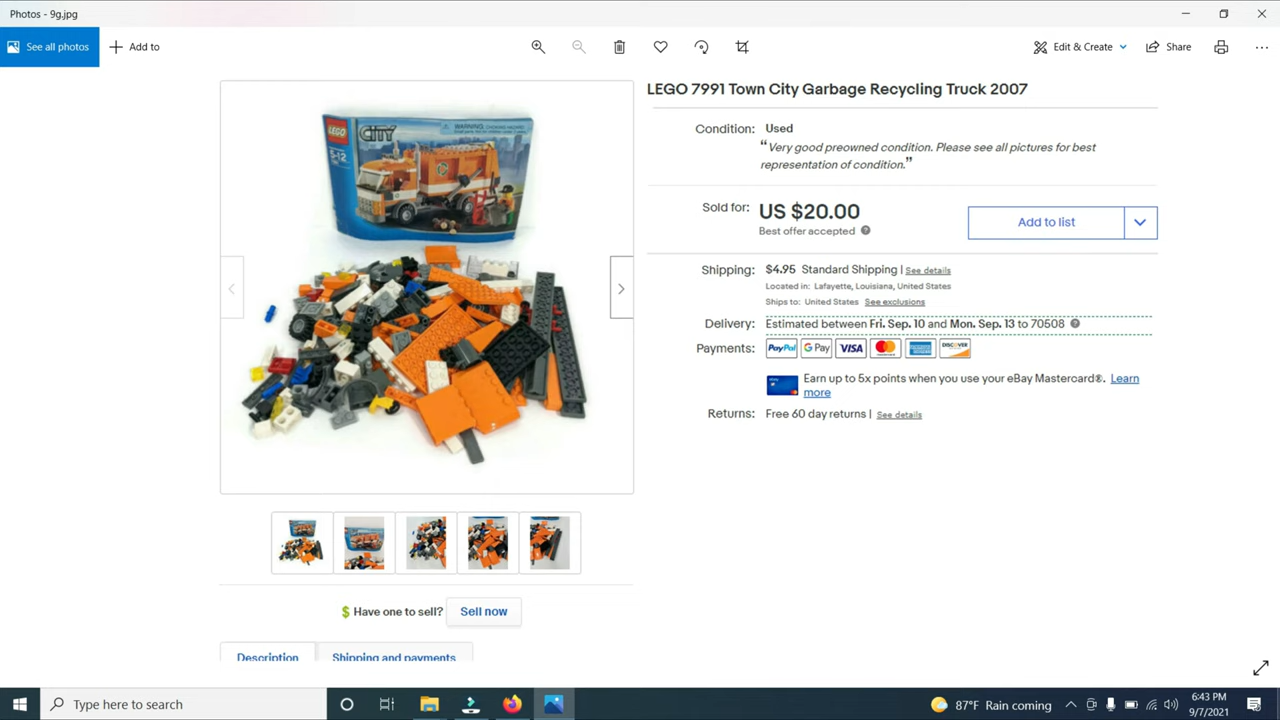 Photos - 9g.jpg
See all photos
Add to
Edit & Create
Share
LEGO 7991 Town City Garbage Recycling Truck 2007
Condition: Used
“Very good preowned condition. Please see all pictures for best
representation of condition.”
Sold for: US $20.00
Best offer accepted
Add to list
Shipping: $4.95 Standard Shipping | See details
Located in: Lafayette, Louisiana, United States
Ships to: United States See exclusions
Delivery: Estimated between Fri. Sep. 10 and Mon. Sep. 13 to 70508
Payments: PayPal G Pay VISA
DISCOVER
Earn up to 5x points when you use your eBay Mastercard®. Learn
more
Returns: Free 60 day returns | See details
LEGO CITY
5-12
WARNING:
Have one to sell? Sell now
Description
Shipping and payments
Type here to search
87°F Rain coming
6:43 PM
9/7/2021